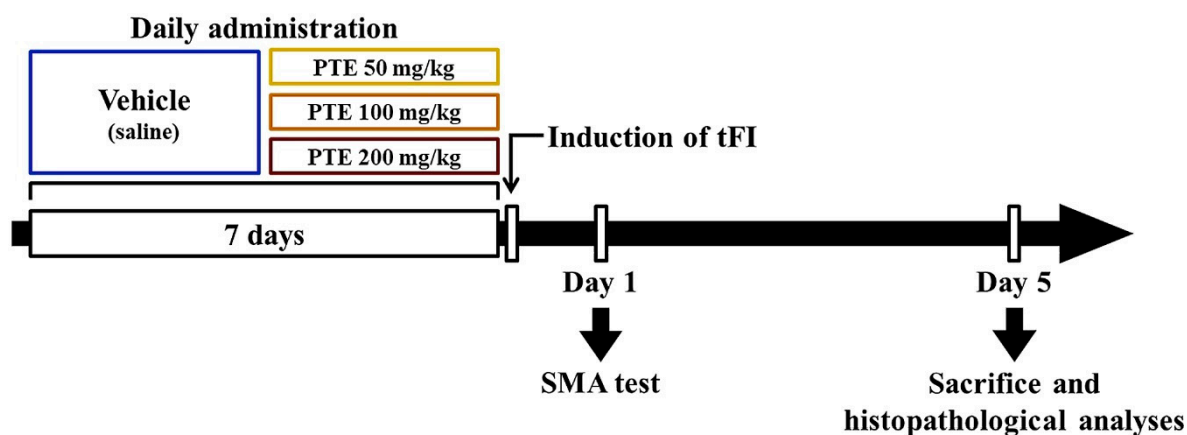 Daily administration
Vehicle
(saline)
PTE 50 mg/kg
PTE 100 mg/kg
PTE 200 mg/kg
Induction of tFI
7 days
Day 1
Day 5
SMA test
Sacrifice and
histopathological analyses